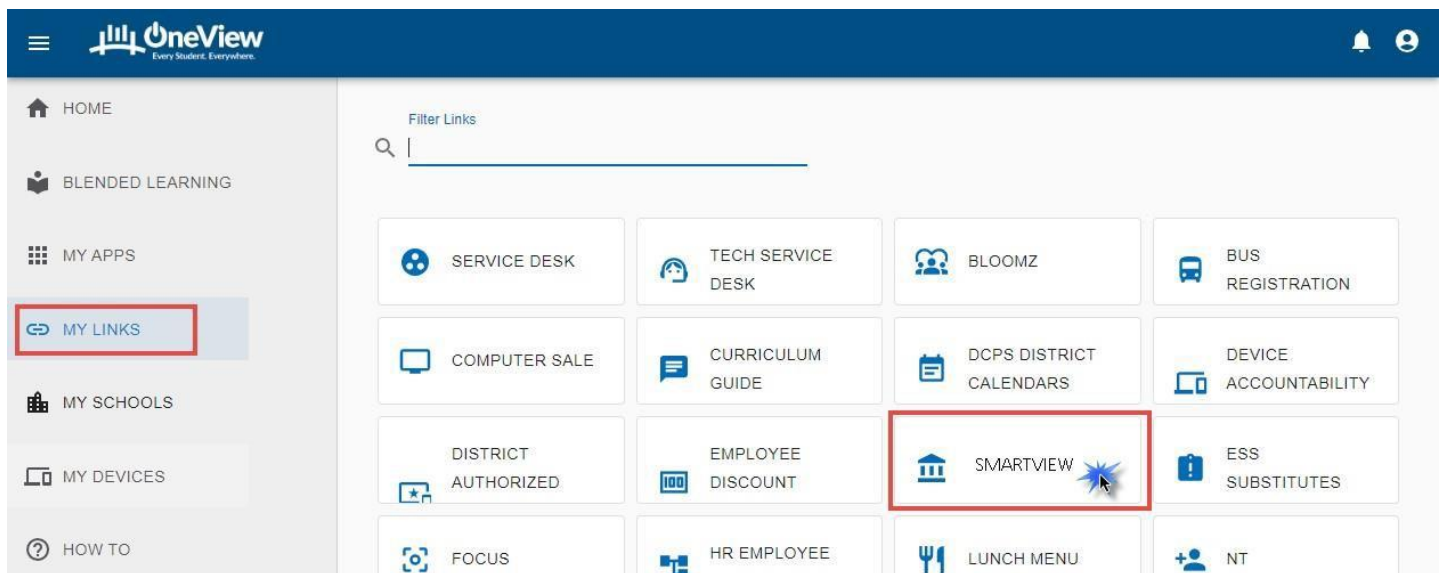 OneView
Every Student. Everywhere.
HOME
BLENDED LEARNING
MY APPS
MY LINKS
MY SCHOOLS
MY DEVICES
HOW TO
Filter Links
SERVICE DESK
TECH SERVICE
DESK
BLOOMZ
BUS
REGISTRATION
COMPUTER SALE
CURRICULUM
GUIDE
DCPS DISTRICT
CALENDARS
DEVICE
ACCOUNTABILITY
DISTRICT
AUTHORIZED
EMPLOYEE
DISCOUNT
100
SMARTVIEW
ESS
SUBSTITUTES
FOCUS
HR EMPLOYEE
LUNCH MENU
NT